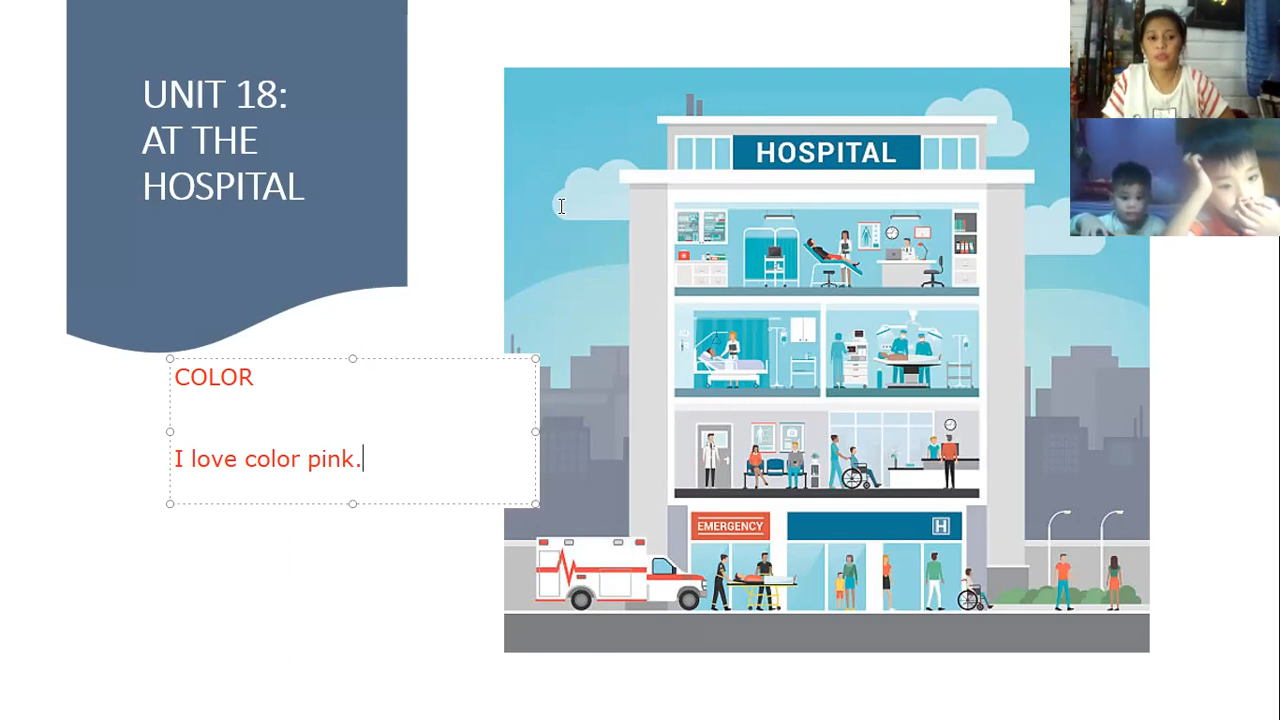 UNIT 18:
AT THE
HOSPITAL
COLOR
I love color pink.
HOSPITAL
EMERGENCY
H